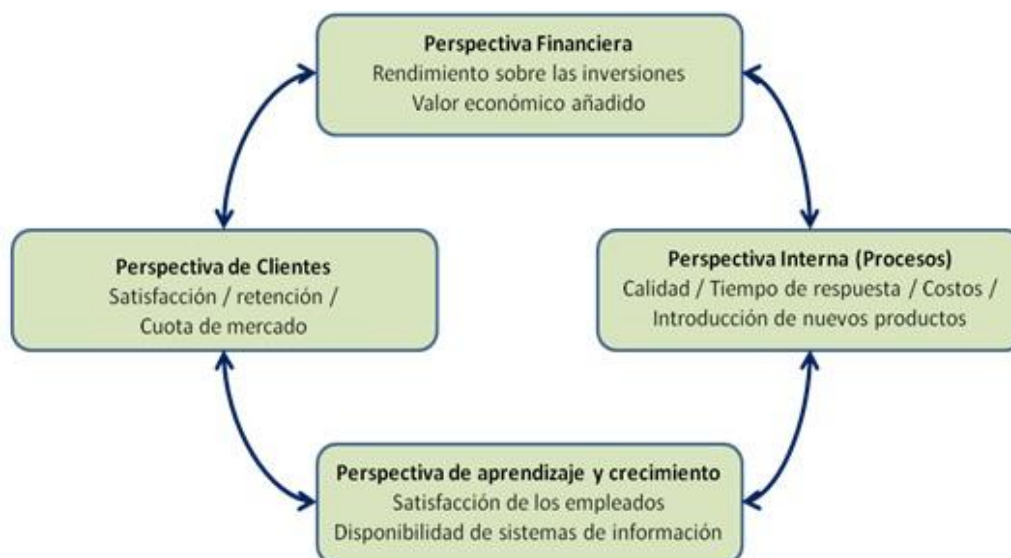 Perspectiva Financiera
Rendimiento sobre las inversiones
Valor económico añadido
Perspectiva de Clientes
Satisfacción / retención /
Cuota de mercado
Perspectiva Interna (Procesos)
Calidad / Tiempo de respuesta / Costos /
Introducción de nuevos productos
Perspectiva de aprendizaje y crecimiento
Satisfacción de los empleados
Disponibilidad de sistemas de información